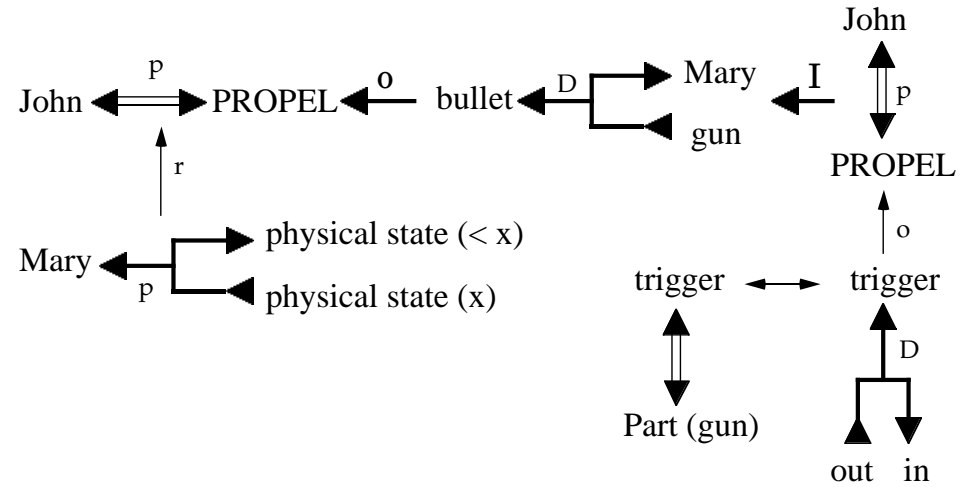 John
p
o
I
John PROPEL bullet D Mary
p
gun
PROPEL
r
o
physical state (< x)
Mary
p
physical state (x)
trigger trigger
D
Part (gun)
out in